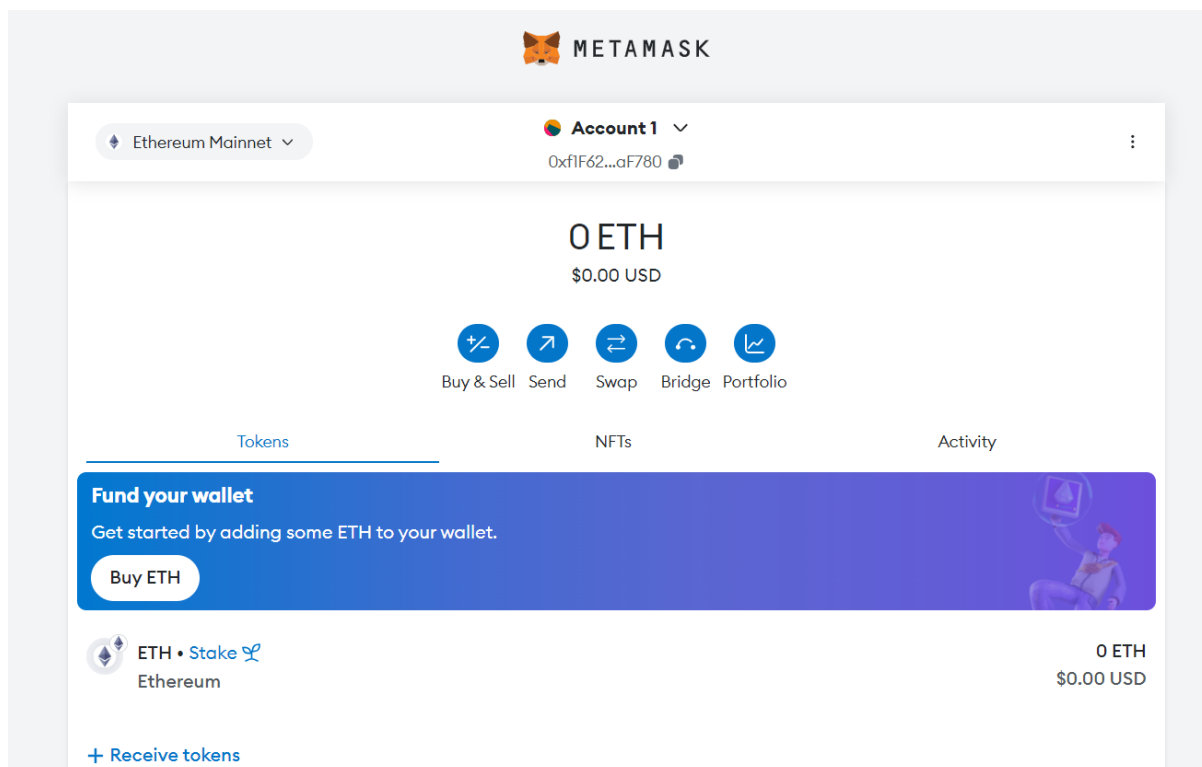 METAMASK
Ethereum Mainnet
Account 1
0xf1F62...aF780
0 ETH
$0.00 USD
Buy & Sell Send Swap Bridge Portfolio
Tokens NFTs Activity
Fund your wallet
Get started by adding some ETH to your wallet.
Buy ETH
ETH • Stake 0 ETH
Ethereum $0.00 USD
+ Receive tokens